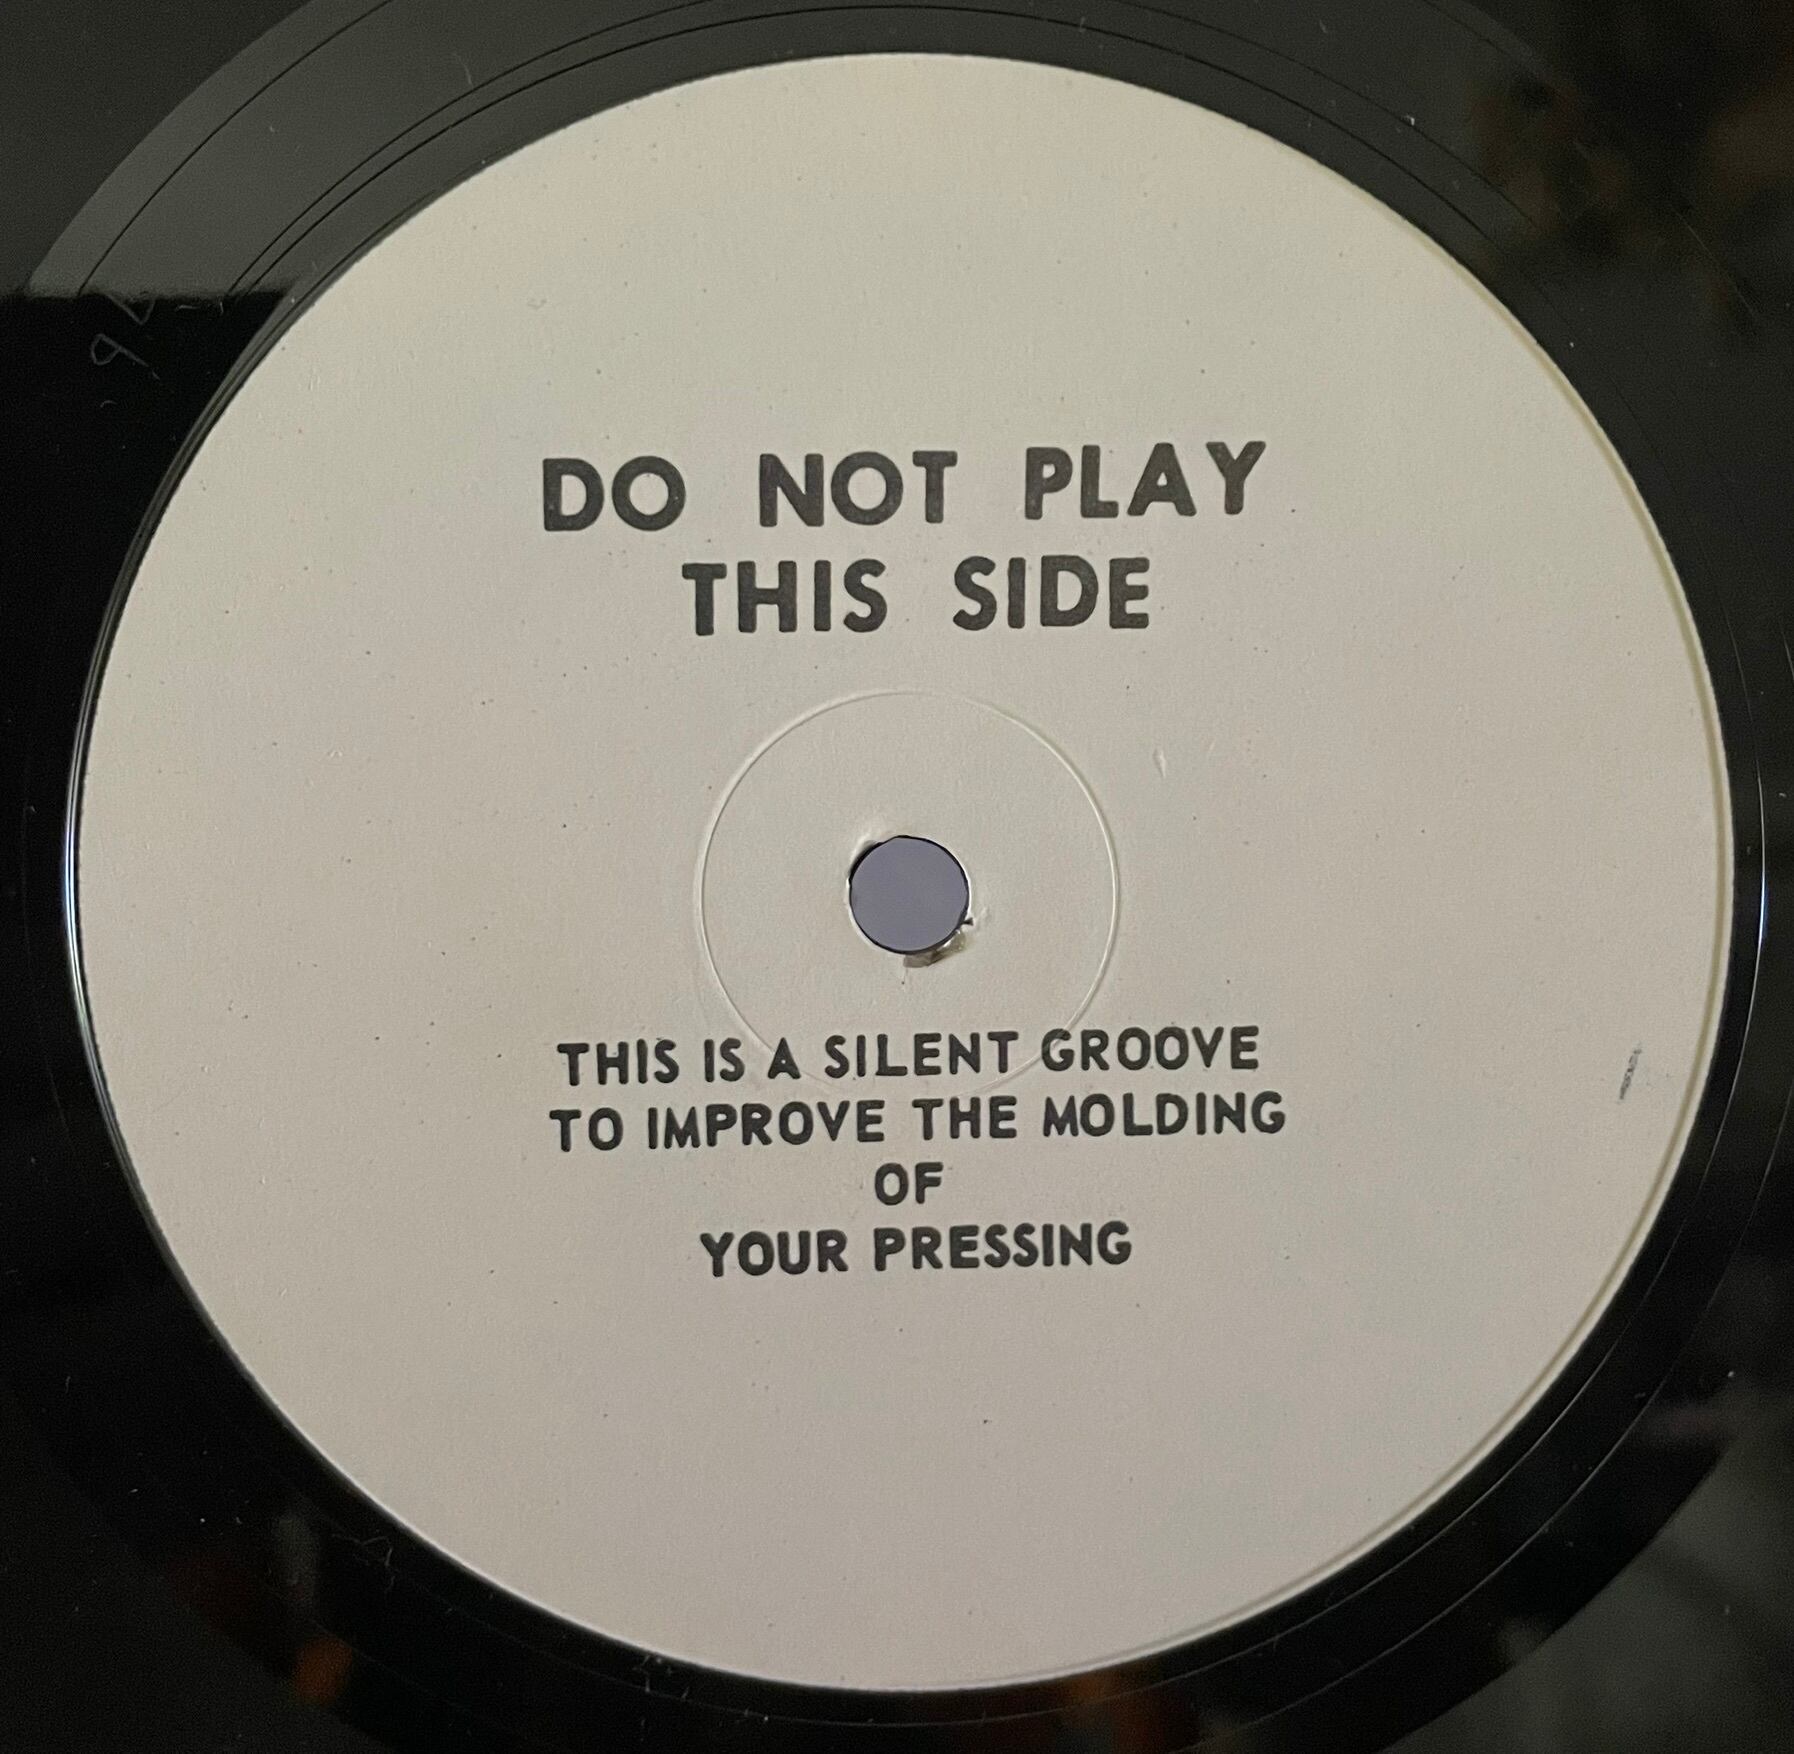 DO NOT PLAY
THIS SIDE
THIS IS A SILENT GROOVE
TO IMPROVE THE MOLDING
OF
YOUR PRESSING